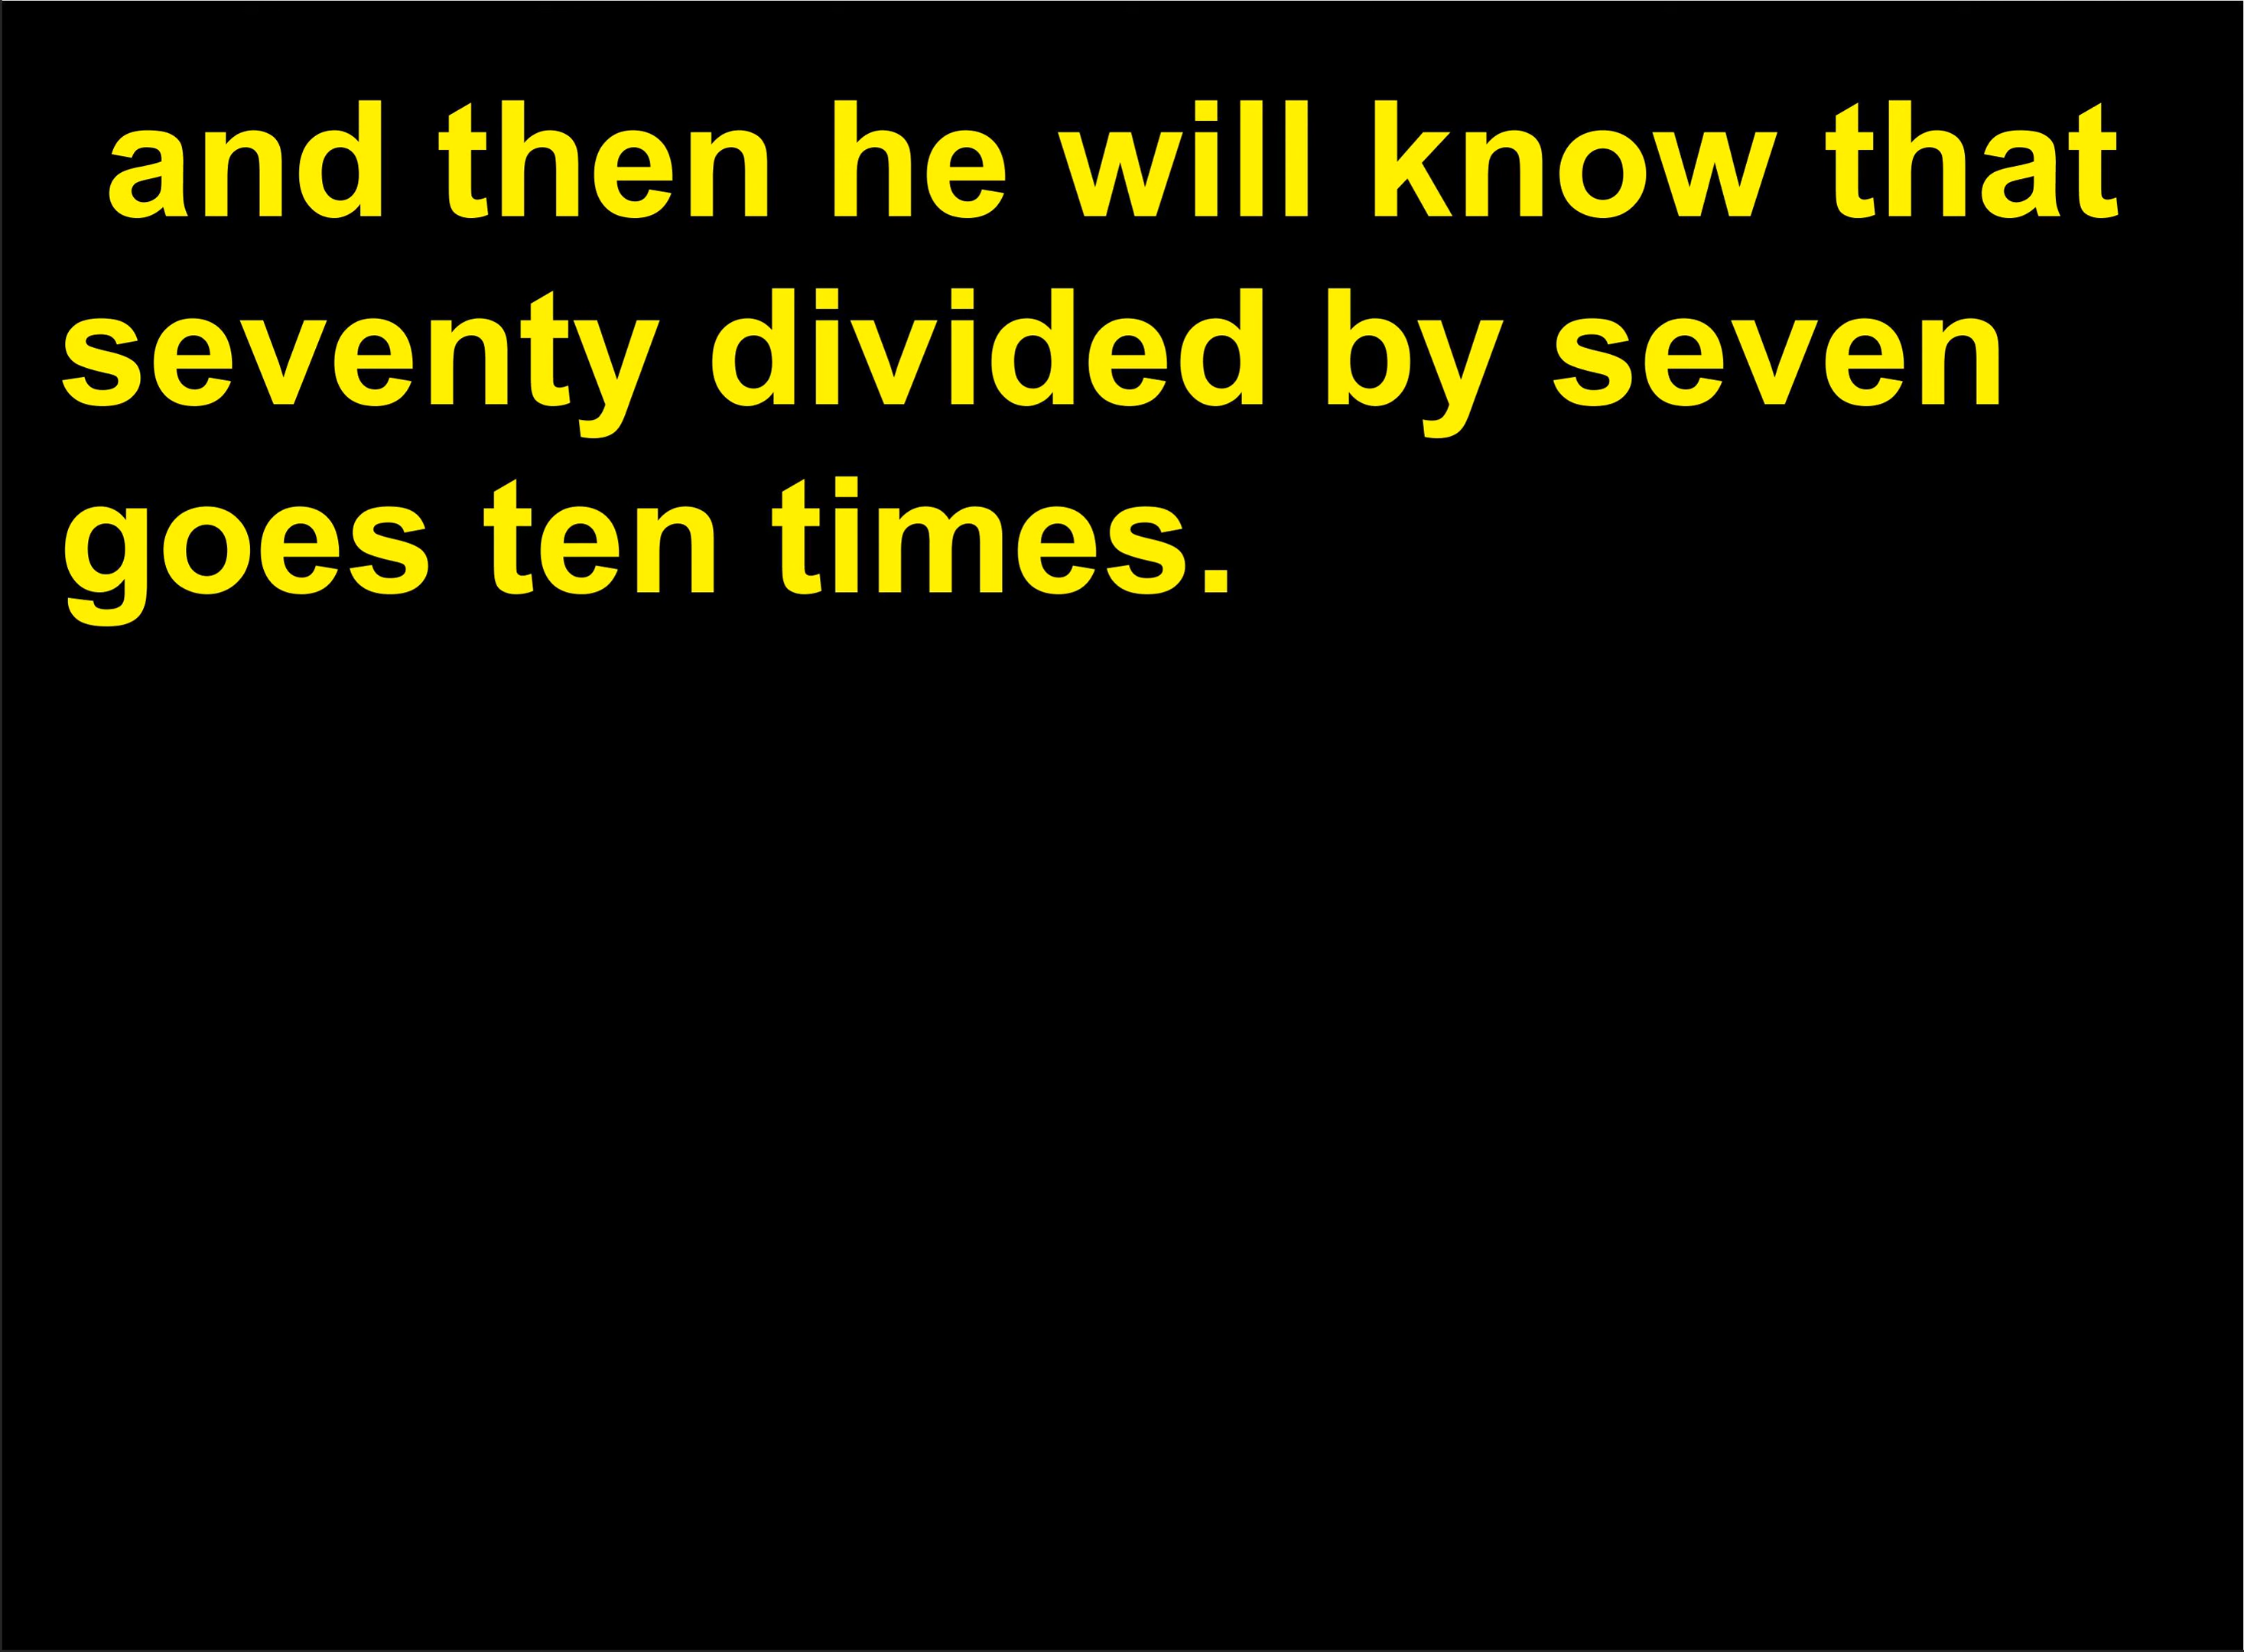 and then he will know that
seventy divided by seven
goes ten times.